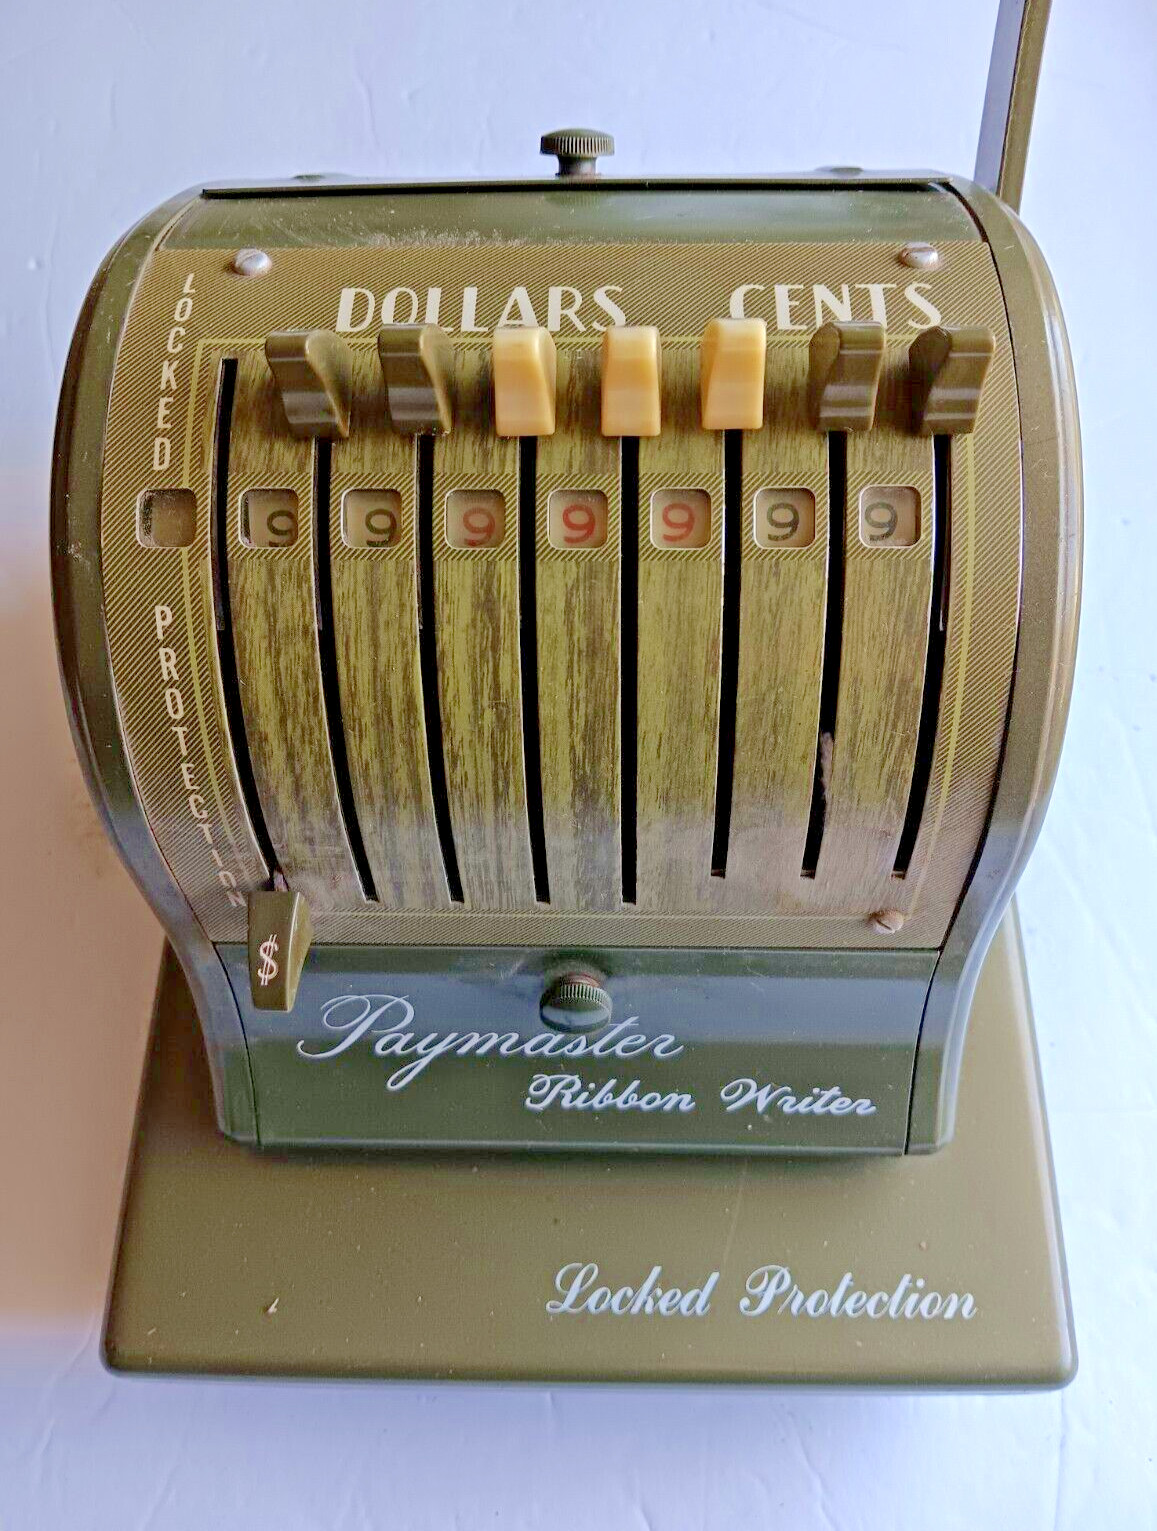 DOLLARS CENTS
LOCKED PROTECTION
9 9 9 9 9 9 9
$
Paymaster
Ribbon Writer
Locked Protection